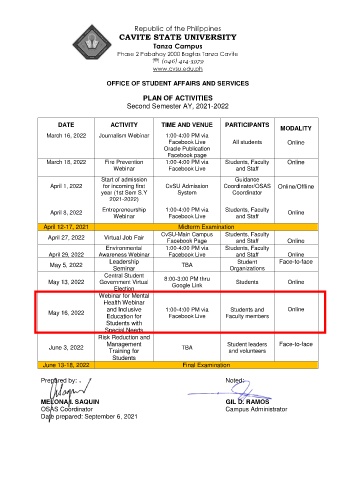 Republic of the Philippines
CAVITE STATE UNIVERSITY
Tanza Campus
Phase 2 Pabahay 2000 Bagtas Tanza Cavite
☏ (046) 414-3979
www.cvsu.edu.ph
OFFICE OF STUDENT AFFAIRS AND SERVICES
PLAN OF ACTIVITIES
Second Semester AY, 2021-2022
DATE ACTIVITY TIME AND VENUE PARTICIPANTS MODALITY
March 16, 2022 Journalism Webinar 1:00-4:00 PM via
Facebook Live
Oracle Publication
Facebook page All students Online
March 18, 2022 Fire Prevention
Webinar 1:00-4:00 PM via
Facebook Live Students, Faculty
and Staff Online
April 1, 2022 Start of admission
for incoming first
year (1st Sem S.Y
2021-2022) CvSU Admission
System Guidance
Coordinator/OSAS
Coordinator Online/Offline
April 8, 2022 Entrepreneurship
Webinar 1:00-4:00 PM via
Facebook Live Students, Faculty
and Staff Online
April 12-17, 2021 Midterm Examination
April 27, 2022 Virtual Job Fair CvSU-Main Campus
Facebook Page Students, Faculty
and Staff Online
April 29, 2022 Environmental
Awareness Webinar 1:00-4:00 PM via
Facebook Live Students, Faculty
and Staff Online
May 5, 2022 Leadership
Seminar TBA Student
Organizations Face-to-face
May 13, 2022 Central Student
Government Virtual
Election 8:00-3:00 PM thru
Google Link Students Online
May 16, 2022 Webinar for Mental
Health Webinar
and Inclusive
Education for
Students with
Special Needs 1:00-4:00 PM via
Facebook Live Students and
Faculty members Online
June 3, 2022 Risk Reduction and
Management
Training for
Students TBA Student leaders
and volunteers Face-to-face
June 13-18, 2022 Final Examination
Prepared by: Noted:
MELONA I. SAQUIN GIL D. RAMOS
OSAS Coordinator Campus Administrator
Date prepared: September 6, 2021